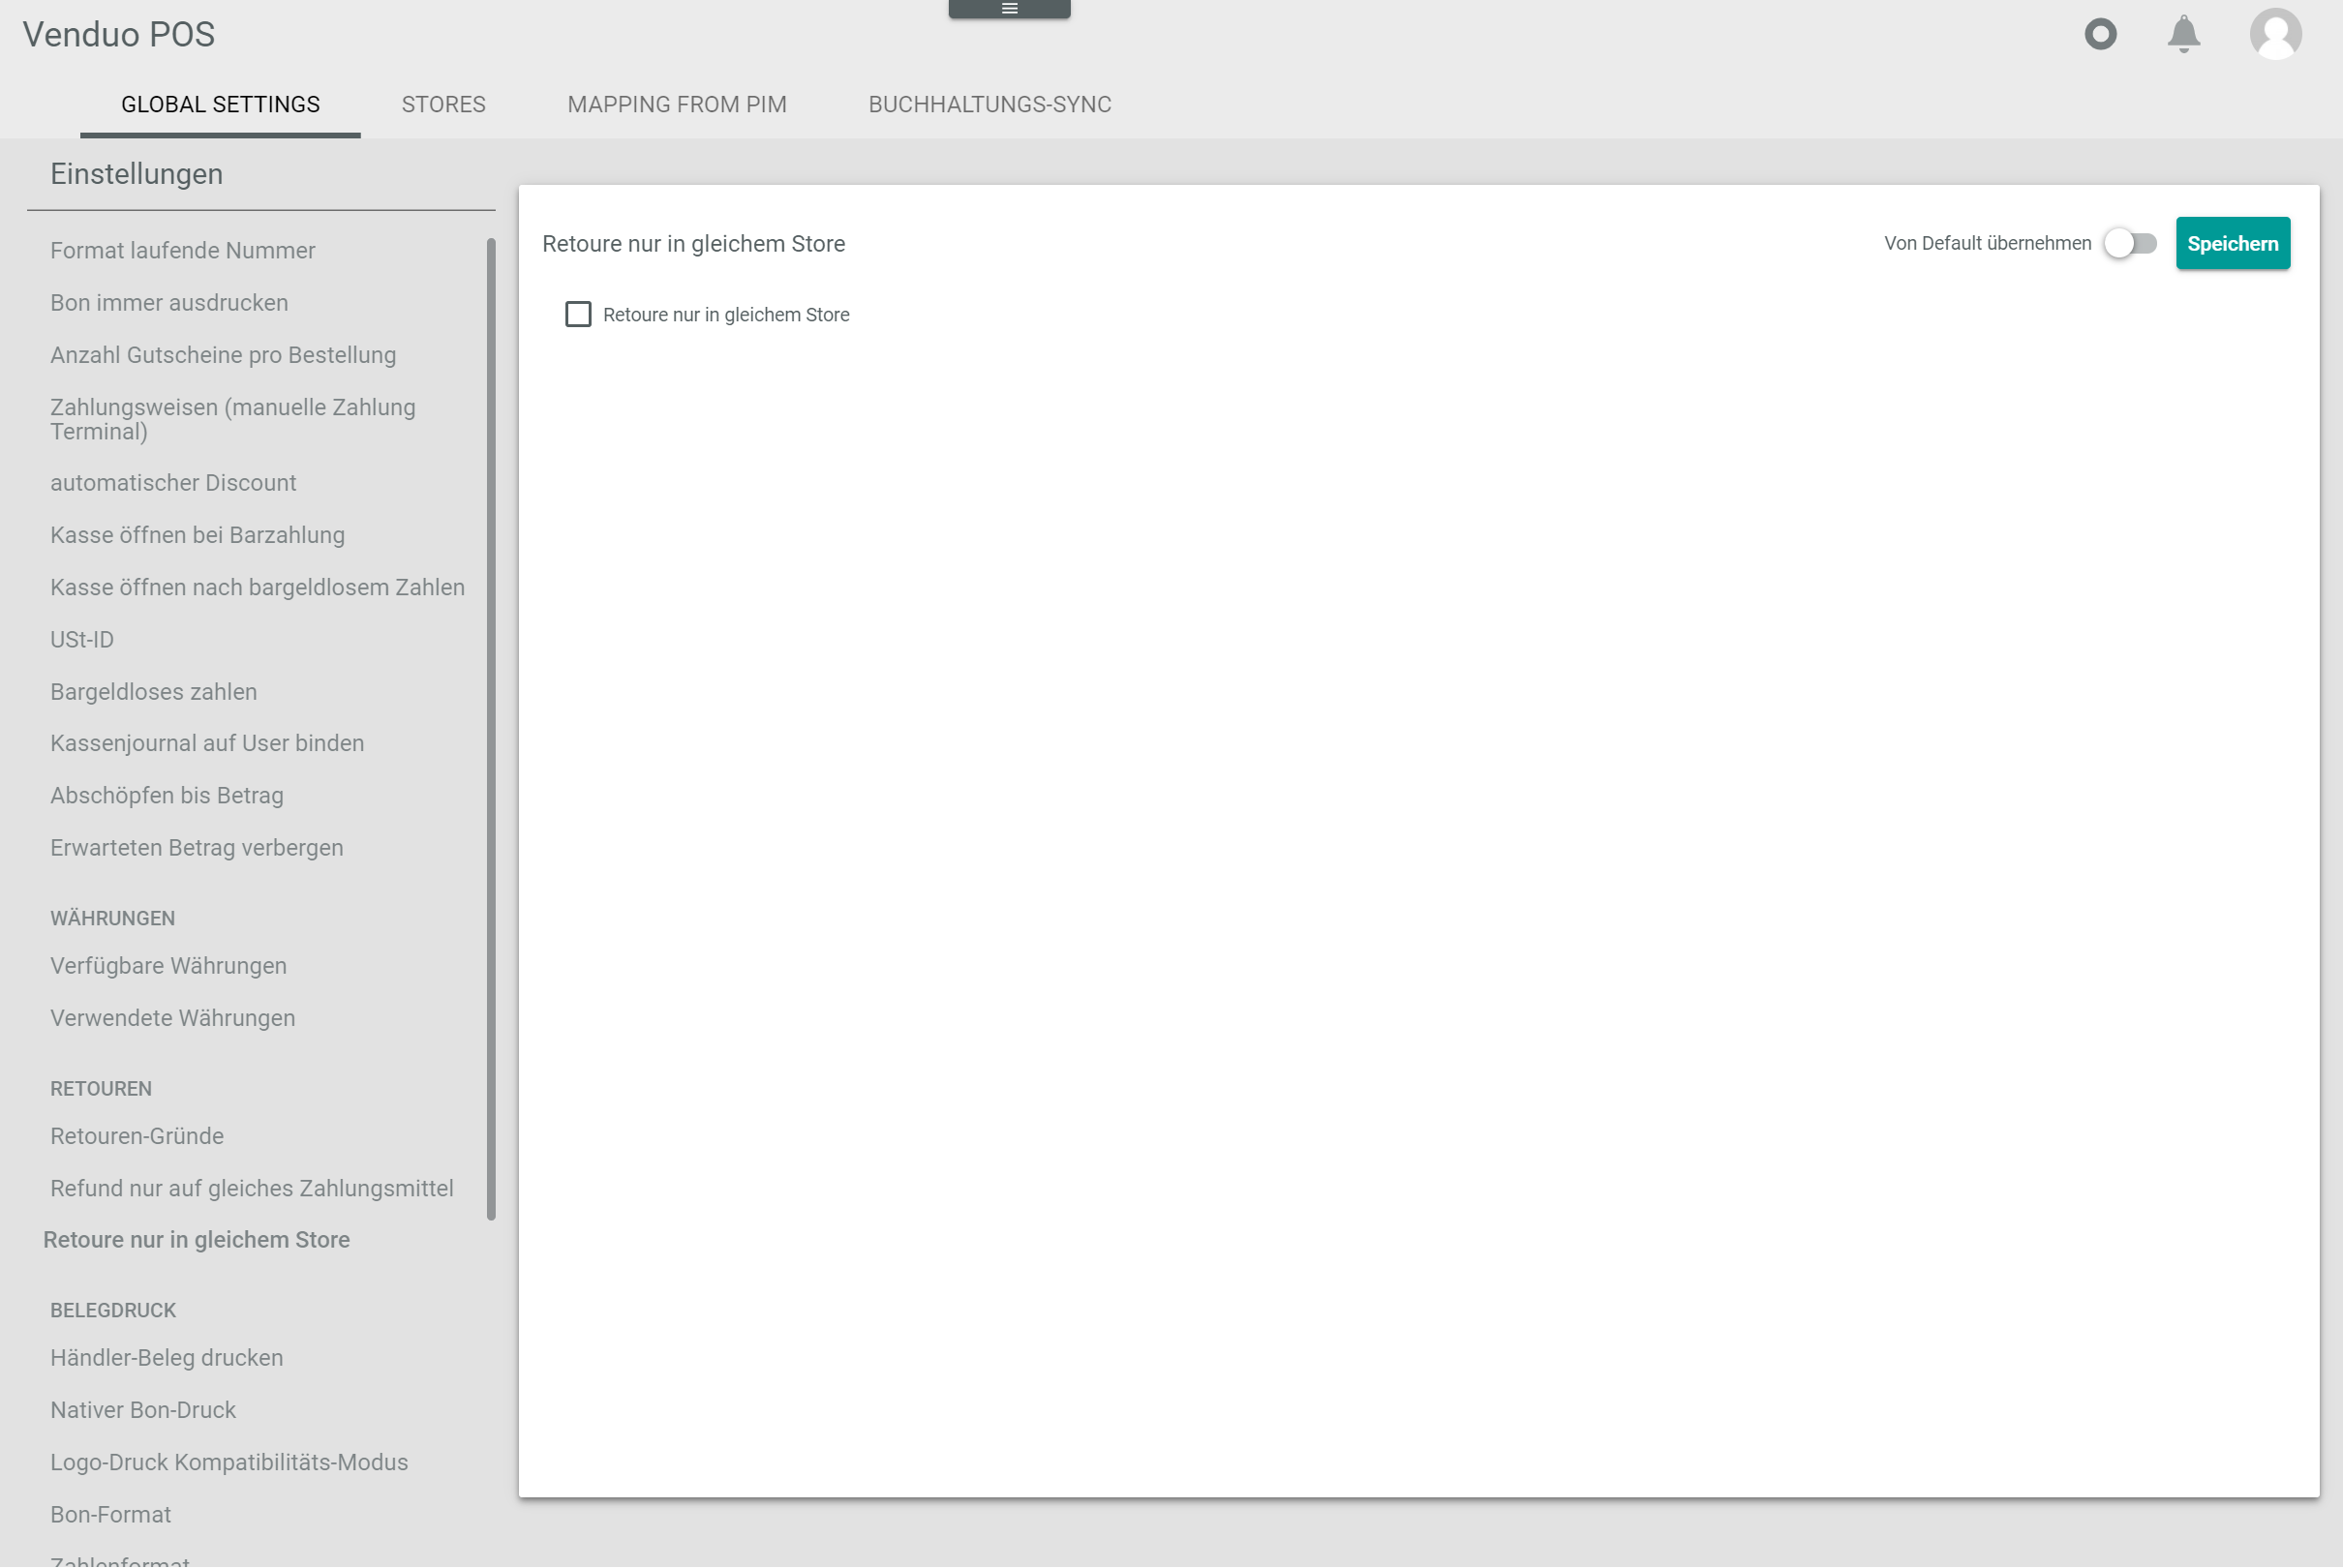 Venduo POS
GLOBAL SETTINGS
STORES
MAPPING FROM PIM
BUCHHALTUNGS-SYNC
Einstellungen
Format laufende Nummer
Bon immer ausdrucken
Anzahl Gutscheine pro Bestellung
Zahlungsweisen (manuelle Zahlung
Terminal)
automatischer Discount
Kasse öffnen bei Barzahlung
Kasse öffnen nach bargeldlosem Zahlen
USt-ID
Bargeldloses zahlen
Kassenjournal auf User binden
Abschöpfen bis Betrag
Erwarteten Betrag verbergen
WÄHRUNGEN
Verfügbare Währungen
Verwendete Währungen
RETOUREN
Retouren-Gründe
Refund nur auf gleiches Zahlungsmittel
Retoure nur in gleichem Store
BELEGDRUCK
Händler-Beleg drucken
Nativer Bon-Druck
Logo-Druck Kompatibilitäts-Modus
Bon-Format
Zahlenformat
Retoure nur in gleichem Store
Von Default übernehmen
Speichern
Retoure nur in gleichem Store